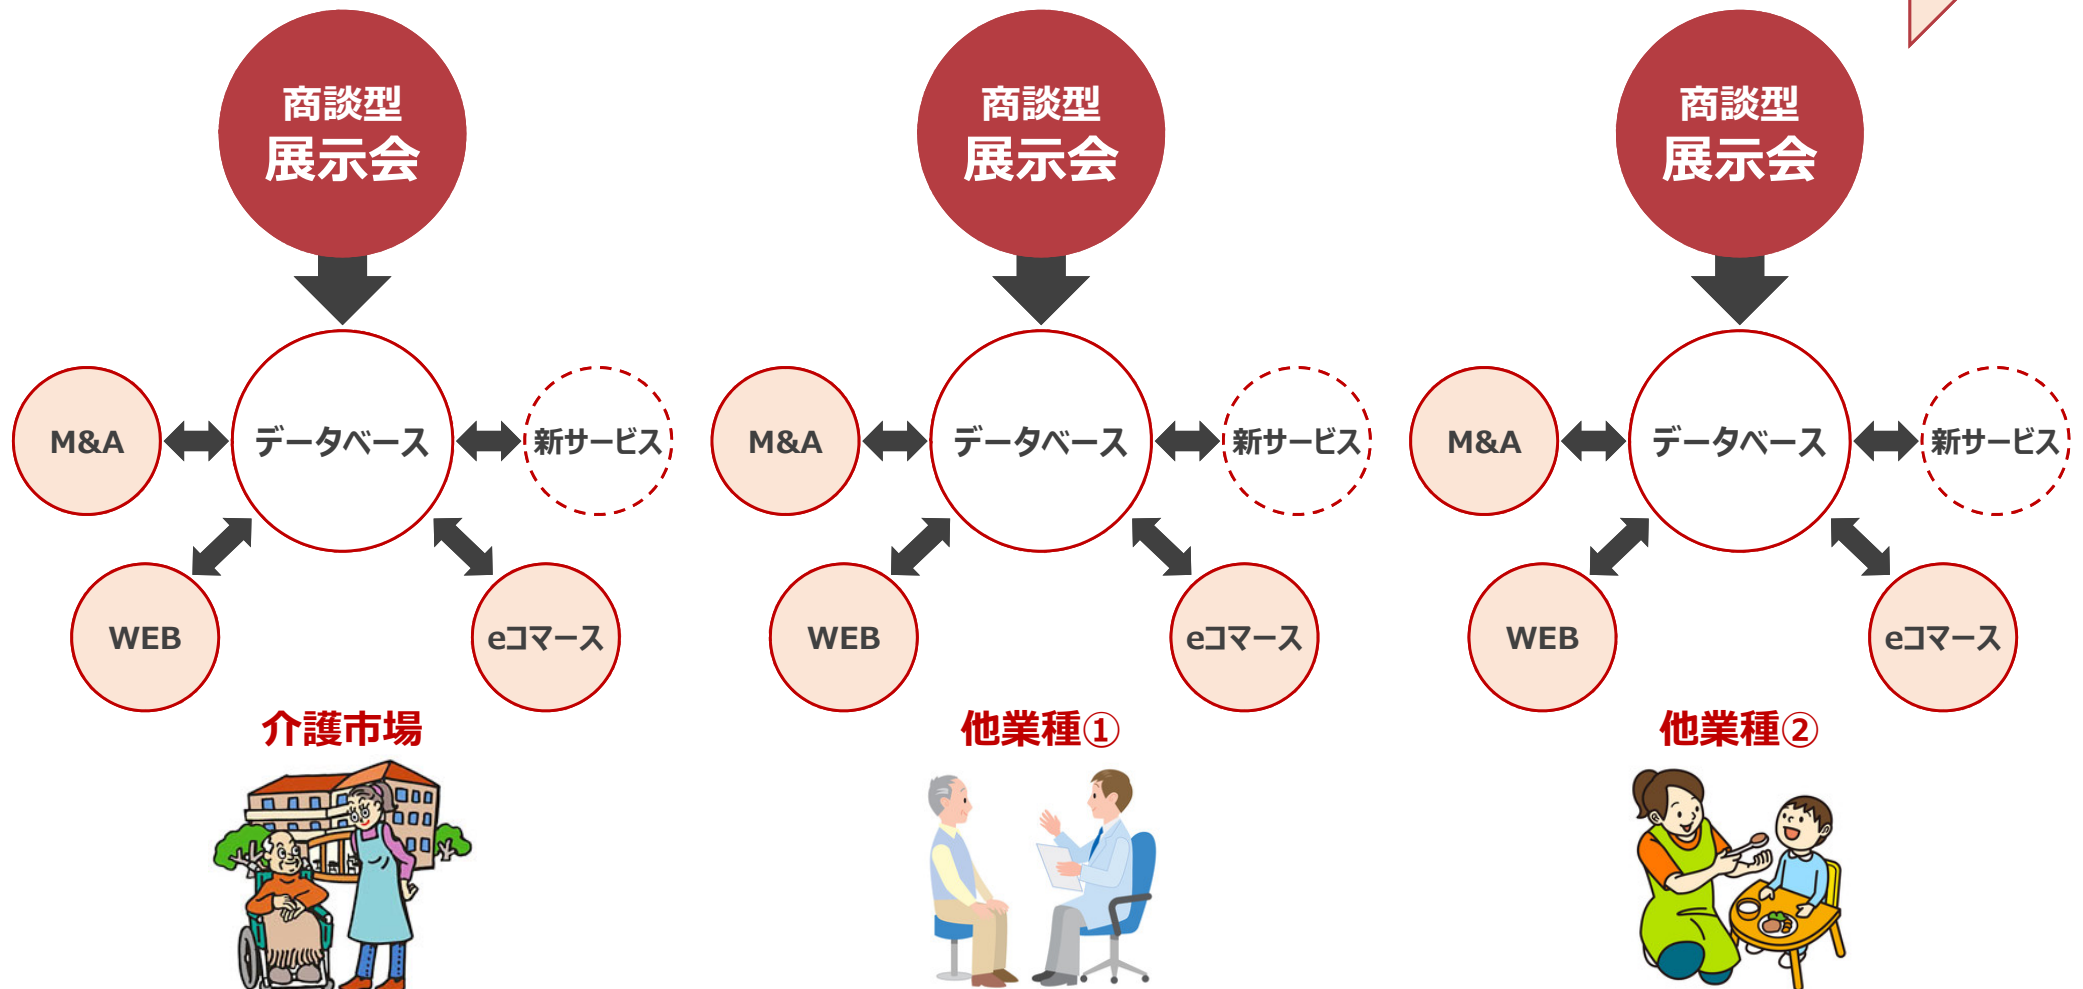 商談型
展示会
データベース
M&A
新サービス
WEB
eコマース
介護市場
商談型
展示会
データベース
M&A
新サービス
WEB
eコマース
他業種①
商談型
展示会
データベース
M&A
新サービス
WEB
eコマース
他業種②